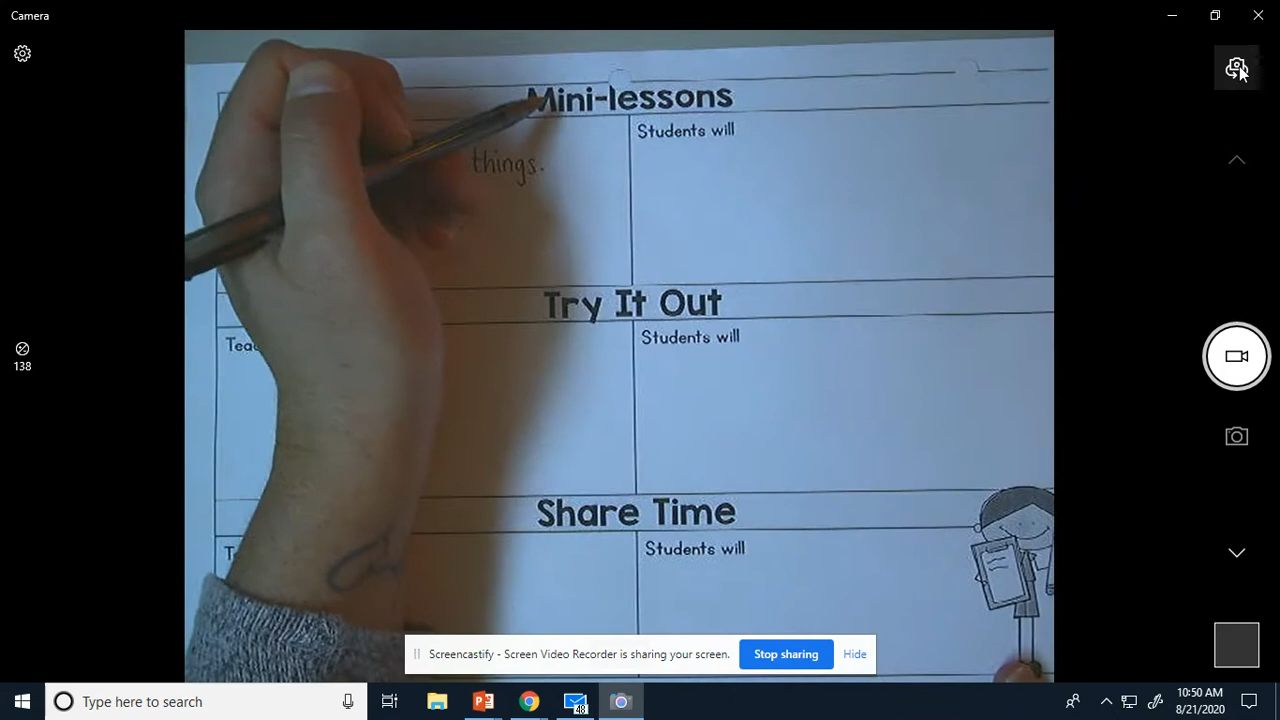 Camera
Mini-lessons
Students will
things.
Try It Out
Students will
138
Share Time
Students will
Screencastify - Screen Video Recorder is sharing your screen.
Stop sharing
Hide
Type here to search
48
10:50 AM
8/21/2020